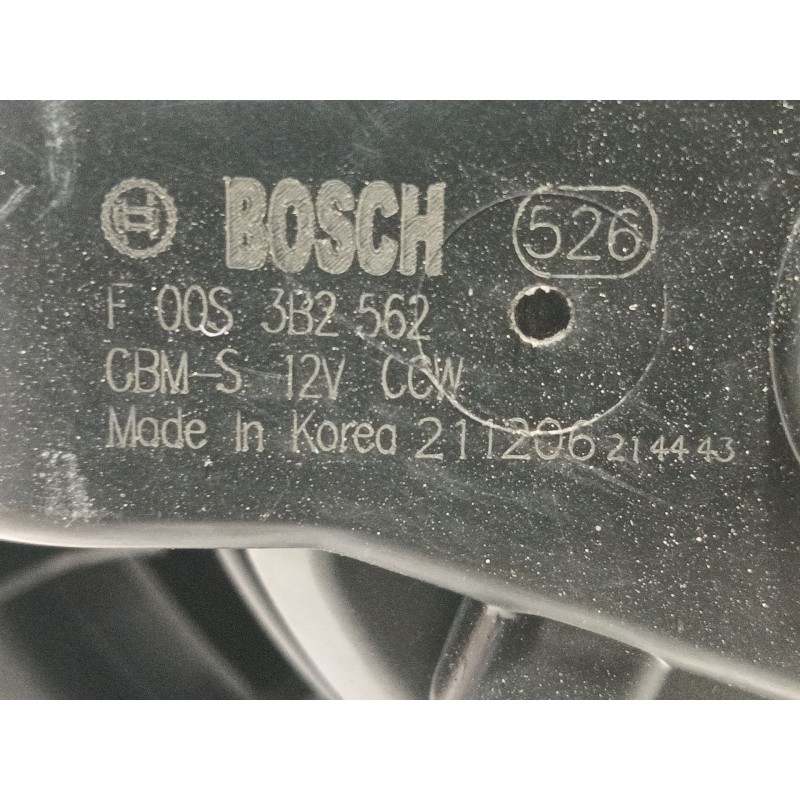 BOSCH 526
F 00S 3B2 562
CBM-S 12V CCW
Made In Korea 211206 214443